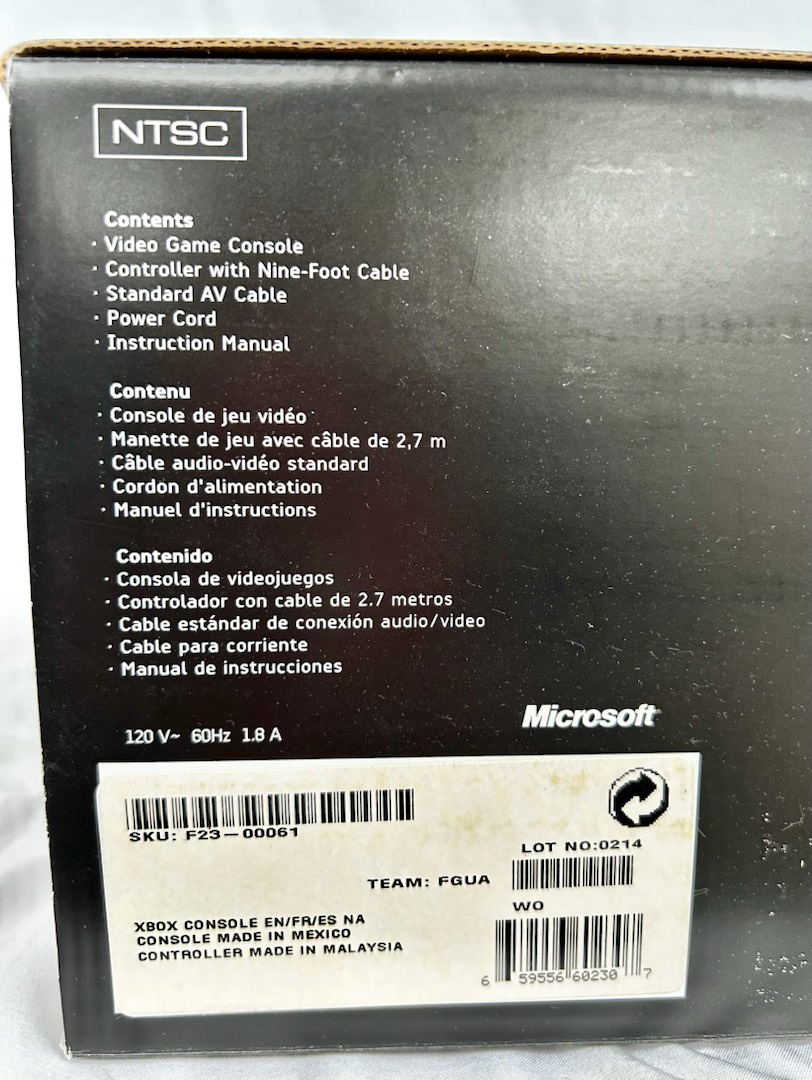 NTSC
Contents
· Video Game Console
· Controller with Nine-Foot Cable
· Standard AV Cable
· Power Cord
· Instruction Manual
Contenu
· Console de jeu vidéo
· Manette de jeu avec câble de 2,7 m
· Câble audio-vidéo standard
· Cordon d'alimentation
· Manuel d'instructions
Contenido
· Consola de videojuegos
· Controlador con cable de 2.7 metros
· Cable estándar de conexión audio/video
· Cable para corriente
· Manual de instrucciones
120 V~ 60Hz 1.8 A
Microsoft
SKU: F23-00061
LOT NO:0214
TEAM: FGUA
WO
XBOX CONSOLE EN/FR/ES NA
CONSOLE MADE IN MEXICO
CONTROLLER MADE IN MALAYSIA
6 59556 60230 7